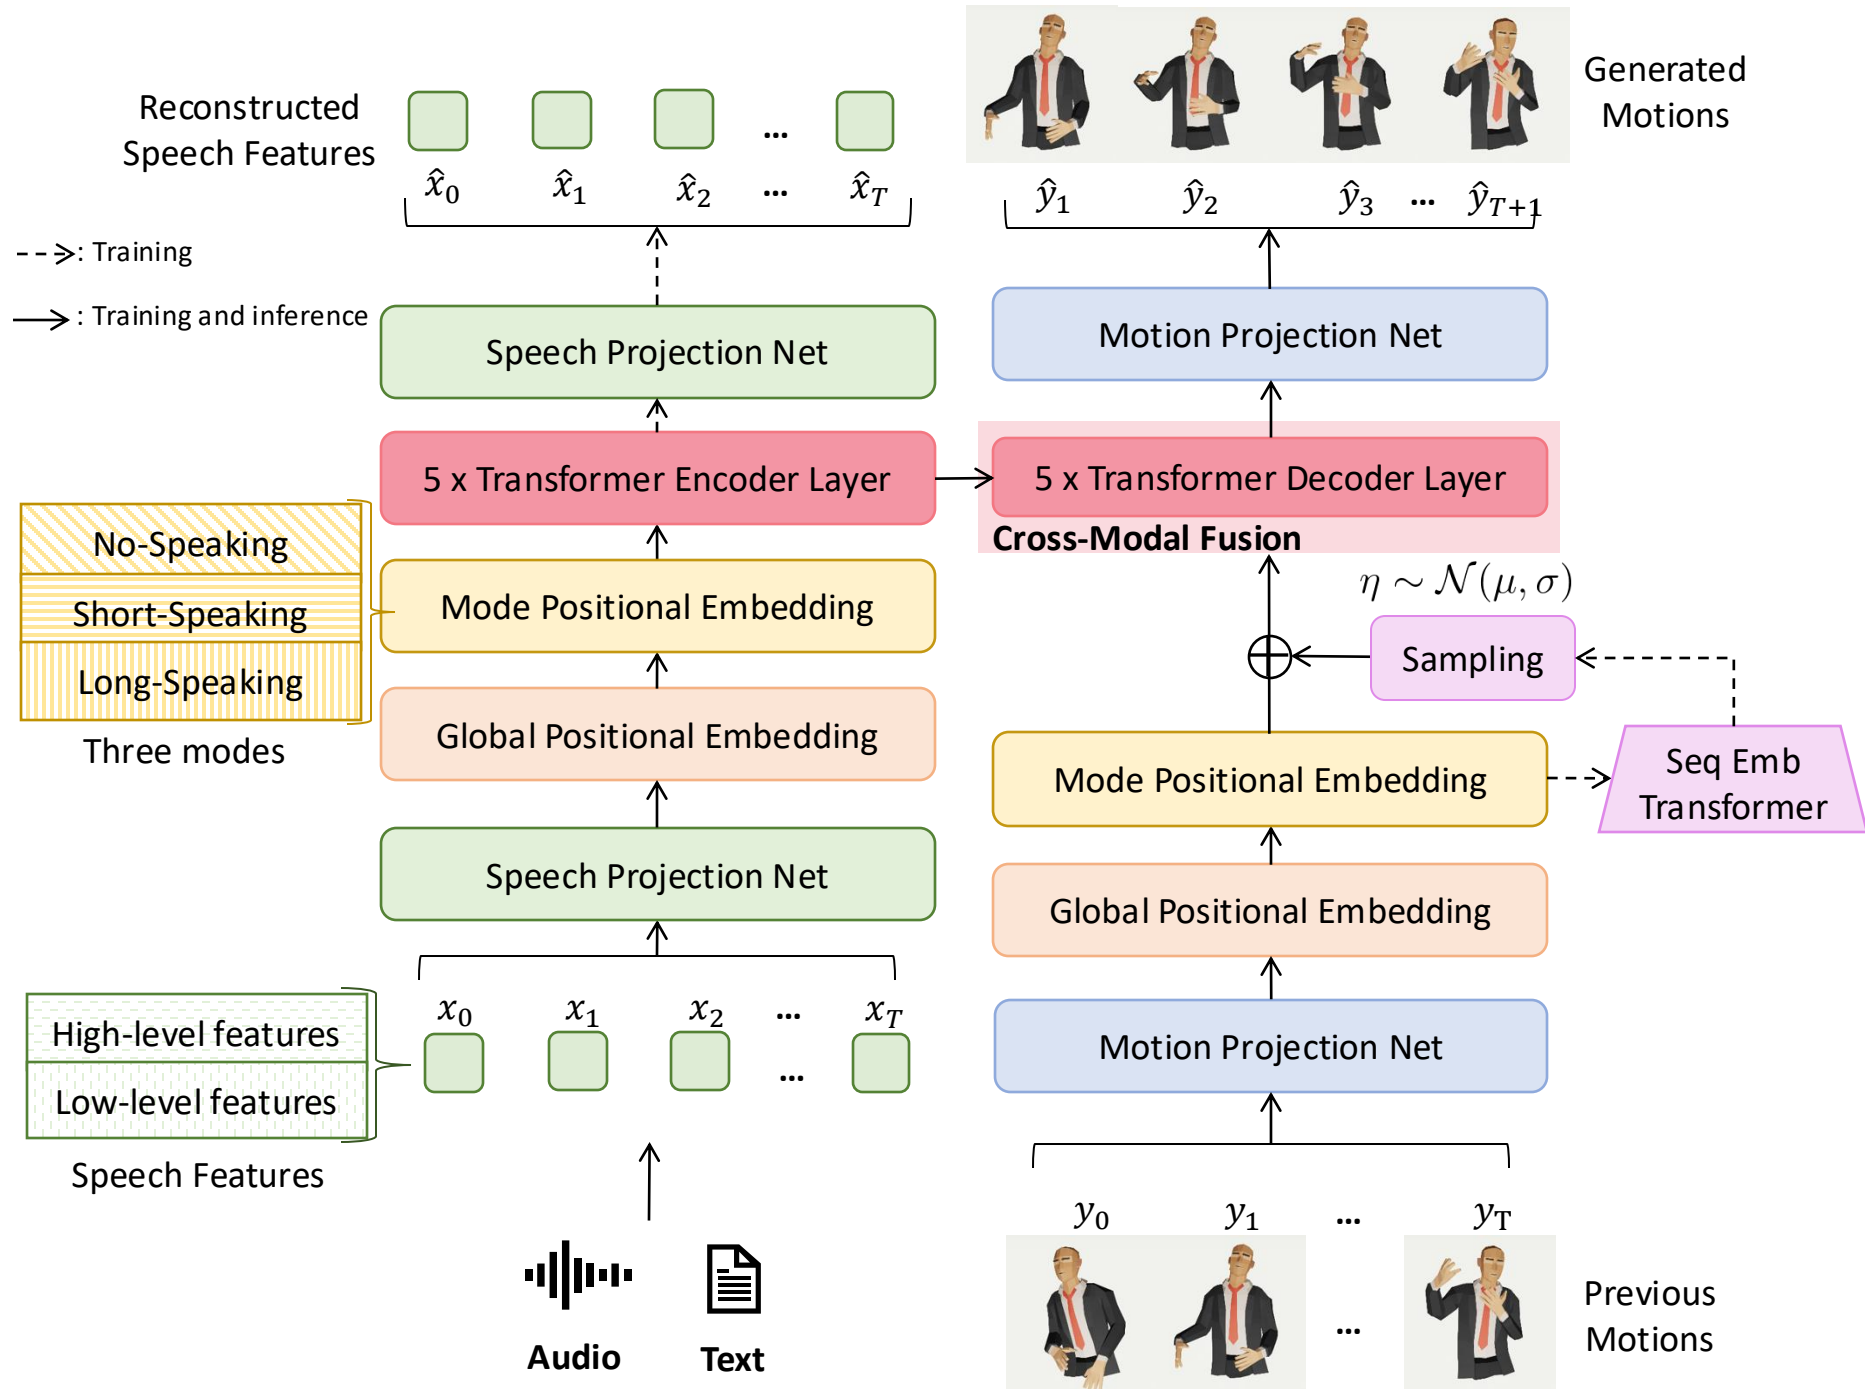 Reconstructed
Speech Features
...
x̂₀ x̂₁ x̂₂ ... x̂_T
Generated
Motions
ŷ₁ ŷ₂ ŷ₃ ... ŷ_{T+1}
: Training
: Training and inference
Speech Projection Net
Motion Projection Net
5 x Transformer Encoder Layer
5 x Transformer Decoder Layer
Cross-Modal Fusion
No-Speaking
Short-Speaking
Long-Speaking
Three modes
Mode Positional Embedding
Global Positional Embedding
Speech Projection Net
η ∼ 𝒩(μ, σ)
Sampling
Seq Emb
Transformer
Mode Positional Embedding
Global Positional Embedding
Motion Projection Net
x₀ x₁ x₂ ... x_T
...
High-level features
Low-level features
Speech Features
Audio
Text
y₀ y₁ ... y_T
...
Previous
Motions